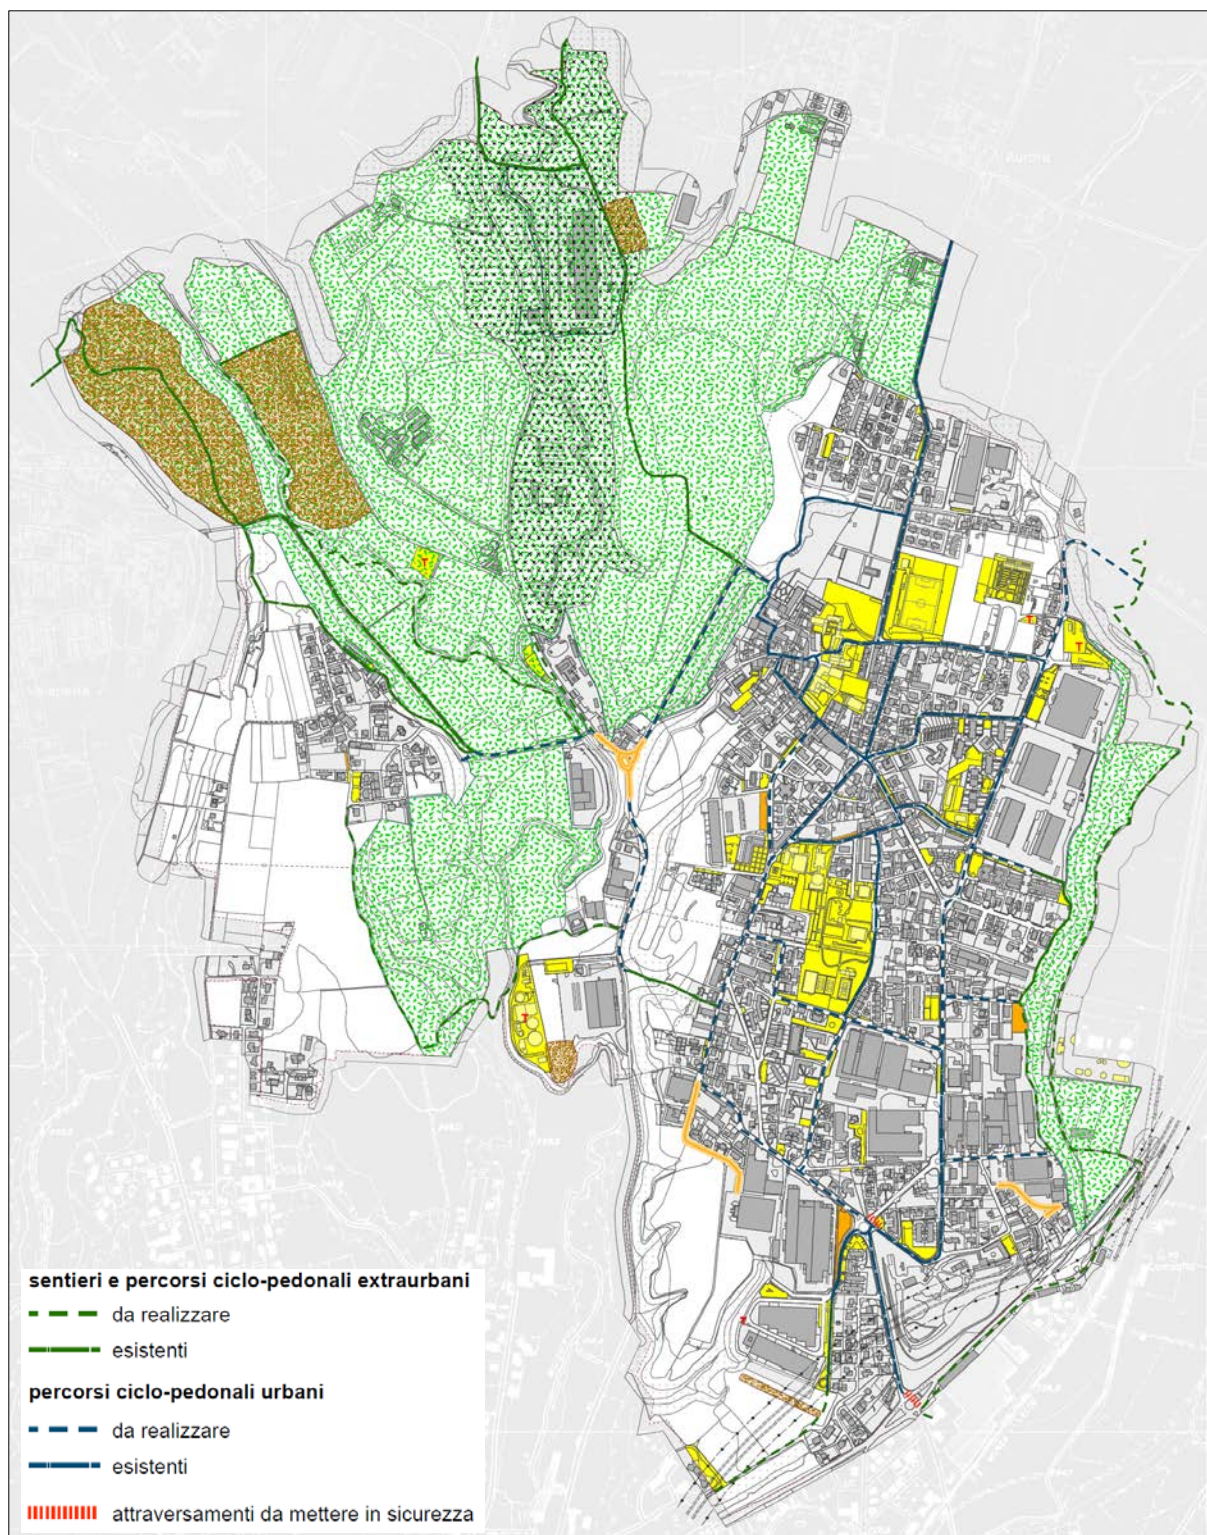 Aurora
T
T
T
T
sentieri e percorsi ciclo-pedonali extraurbani
da realizzare
esistenti
percorsi ciclo-pedonali urbani
da realizzare
esistenti
attraversamenti da mettere in sicurezza